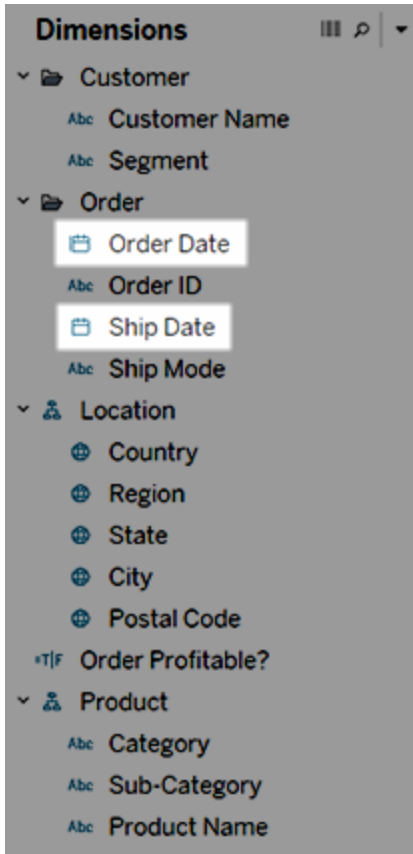 Dimensions
Customer
Abc Customer Name
Abc Segment
Order
Order Date
Abc Order ID
Ship Date
Abc Ship Mode
Location
Country
Region
State
City
Postal Code
=T|F Order Profitable?
Product
Abc Category
Abc Sub-Category
Abc Product Name